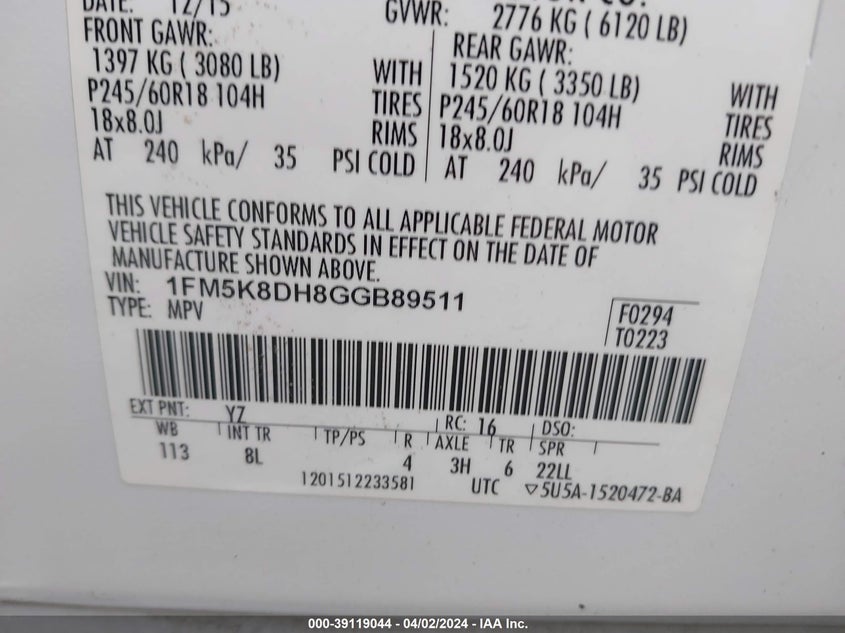 DATE: 12/15
GVWR: 2776 KG ( 6120 LB)
FRONT GAWR:
1397 KG ( 3080 LB) WITH
P245/60R18 104H TIRES
18x8.0J RIMS
AT 240 kPa/ 35 PSI COLD
REAR GAWR:
1520 KG ( 3350 LB) WITH
P245/60R18 104H TIRES
18x8.0J RIMS
AT 240 kPa/ 35 PSI COLD
THIS VEHICLE CONFORMS TO ALL APPLICABLE FEDERAL MOTOR
VEHICLE SAFETY STANDARDS IN EFFECT ON THE DATE OF
MANUFACTURE SHOWN ABOVE.
VIN: 1FM5K8DH8GGB89511
TYPE: MPV
F0294
T0223
EXT PNT: YZ RC: 16 DSO:
WB INT TR TP/PS R AXLE TR SPR
113 8L 4 3H 6 22LL
1201512233581 UTC ▽5U5A-1520472-BA
000-39119044 - 04/02/2024 - IAA Inc.